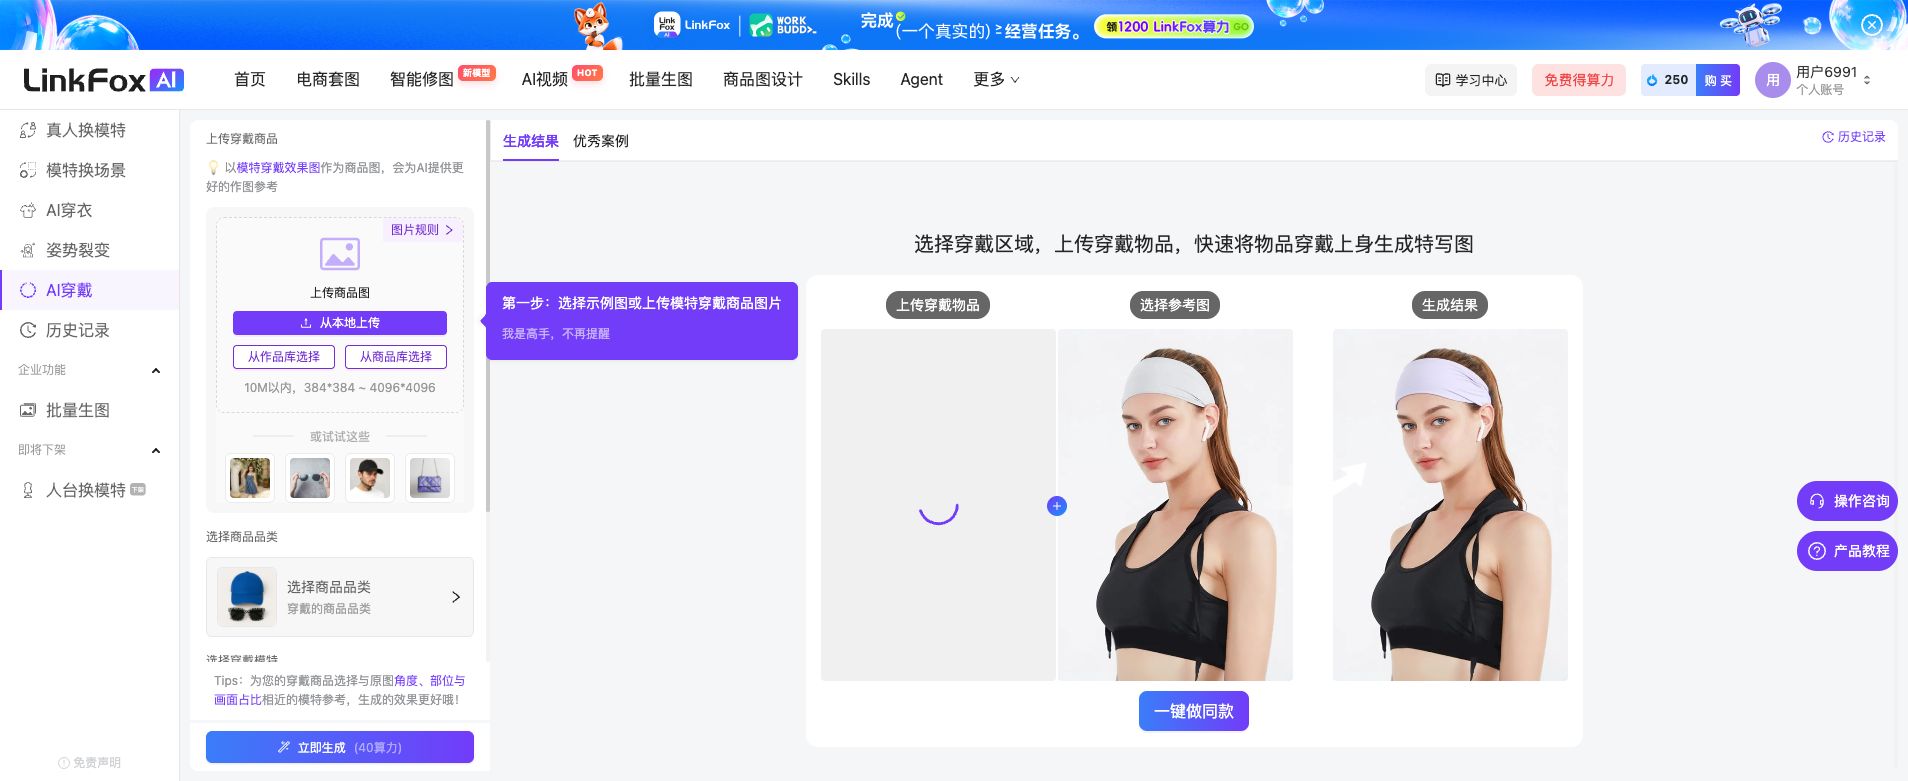 Link Fox AI LinkFox WORK BUDD 完成 (一个真实的) 经营任务。 领1200 LinkFox算力 GO
LinkFox AI
首页
电商套图
智能修图 新模型
AI视频 HOT
批量生图
商品图设计
Skills
Agent
更多
学习中心
免费得算力
250 购买
用 用户6991
个人账号
真人换模特
模特换场景
AI穿衣
姿势裂变
AI穿戴
历史记录
企业功能
批量生图
即将下架
人台换模特 下架
免责声明
上传穿戴商品
以模特穿戴效果图作为商品图，会为AI提供更
好的作图参考
图片规则
上传商品图
从本地上传
从作品库选择 从商品库选择
10M以内，384*384 ~ 4096*4096
或试试这些
选择商品品类
选择商品品类
穿戴的商品品类
选择穿戴模特
Tips：为您的穿戴商品选择与原图角度、部位与
画面占比相近的模特参考，生成的效果更好哦！
立即生成 (40算力)
生成结果 优秀案例
历史记录
第一步：选择示例图或上传模特穿戴商品图片
我是高手，不再提醒
选择穿戴区域，上传穿戴物品，快速将物品穿戴上身生成特写图
上传穿戴物品 选择参考图 生成结果
一键做同款
操作咨询
产品教程